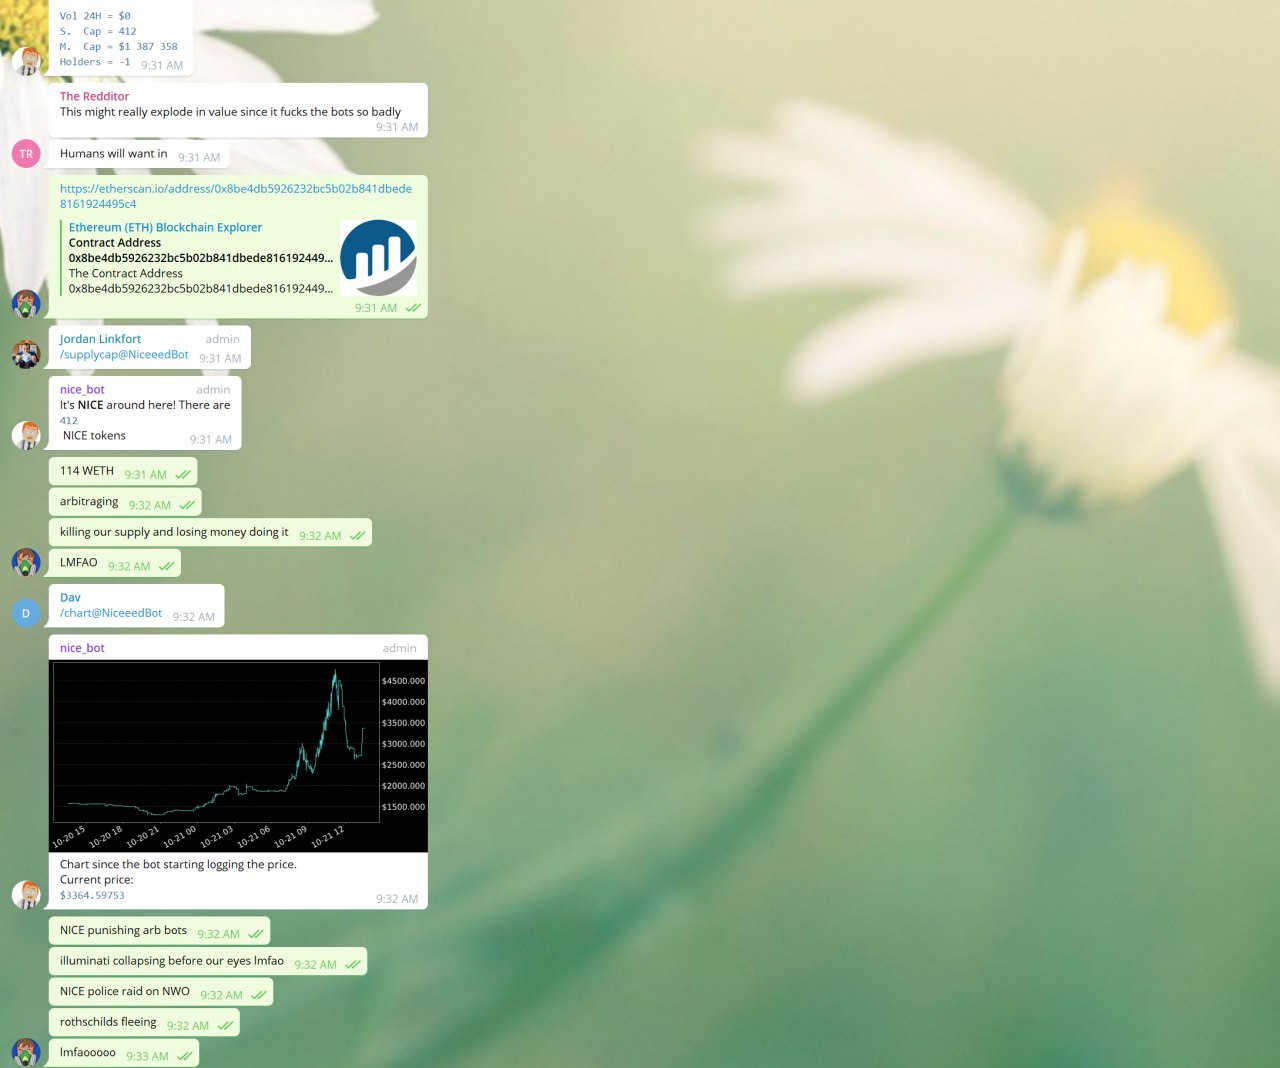 Vol 24H = $0
S.  Cap = 412
M.  Cap = $1 387 358
Holders = -1 9:31 AM
The Redditor
This might really explode in value since it fucks the bots so badly
9:31 AM
TR
Humans will want in 9:31 AM
https://etherscan.io/address/0x8be4db5926232bc5b02b841dbede
8161924495c4
Ethereum (ETH) Blockchain Explorer
Contract Address
0x8be4db5926232bc5b02b841dbede816192449...
The Contract Address
0x8be4db5926232bc5b02b841dbede816192449...
9:31 AM
Jordan Linkfort admin
/supplycap@NiceeedBot 9:31 AM
nice_bot admin
It's NICE around here! There are
412
NICE tokens 9:31 AM
114 WETH 9:31 AM
arbitraging 9:32 AM
killing our supply and losing money doing it 9:32 AM
LMFAO 9:32 AM
Dav
D
/chart@NiceeedBot 9:32 AM
nice_bot admin
$4500.000
$4000.000
$3500.000
$3000.000
$2500.000
$2000.000
$1500.000
10-20 15
10-20 18
10-20 21
10-21 00
10-21 03
10-21 06
10-21 09
10-21 12
Chart since the bot starting logging the price.
Current price:
$3364.59753 9:32 AM
NICE punishing arb bots 9:32 AM
illuminati collapsing before our eyes lmfao 9:32 AM
NICE police raid on NWO 9:32 AM
rothschilds fleeing 9:32 AM
lmfaooooo 9:33 AM